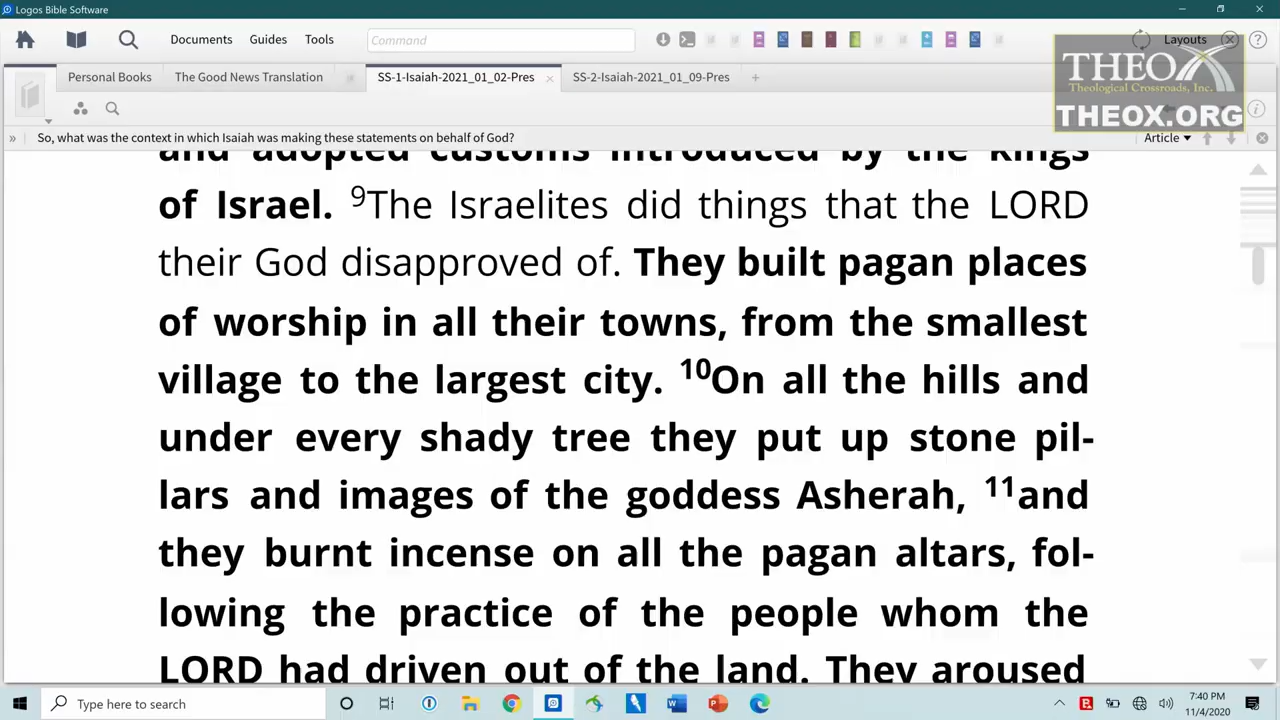 Logos Bible Software
Documents Guides Tools Command Layouts
THEOX
Theological Crossroads, Inc.
THEOX.ORG
Personal Books The Good News Translation SS-1-Isaiah-2021_01_02-Pres SS-2-Isaiah-2021_01_09-Pres
So, what was the context in which Isaiah was making these statements on behalf of God? Article
and adopted customs introduced by the kings
of Israel. 9The Israelites did things that the LORD
their God disapproved of. They built pagan places
of worship in all their towns, from the smallest
village to the largest city. 10On all the hills and
under every shady tree they put up stone pil-
lars and images of the goddess Asherah, 11and
they burnt incense on all the pagan altars, fol-
lowing the practice of the people whom the
LORD had driven out of the land. They aroused
Type here to search
7:40 PM
11/4/2020